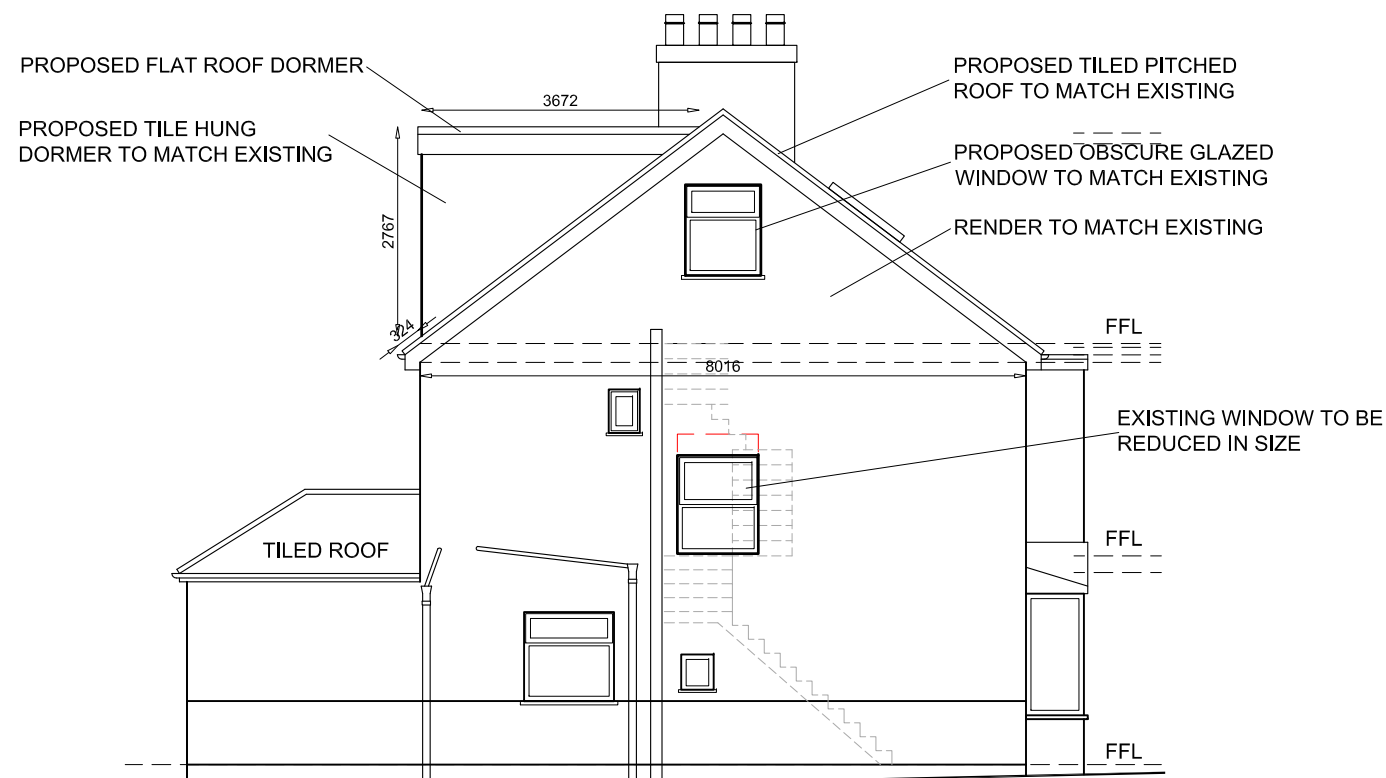 PROPOSED FLAT ROOF DORMER
PROPOSED TILE HUNG
DORMER TO MATCH EXISTING
3672
2767
324
PROPOSED TILED PITCHED
ROOF TO MATCH EXISTING
PROPOSED OBSCURE GLAZED
WINDOW TO MATCH EXISTING
RENDER TO MATCH EXISTING
FFL
8016
EXISTING WINDOW TO BE
REDUCED IN SIZE
TILED ROOF
FFL
FFL